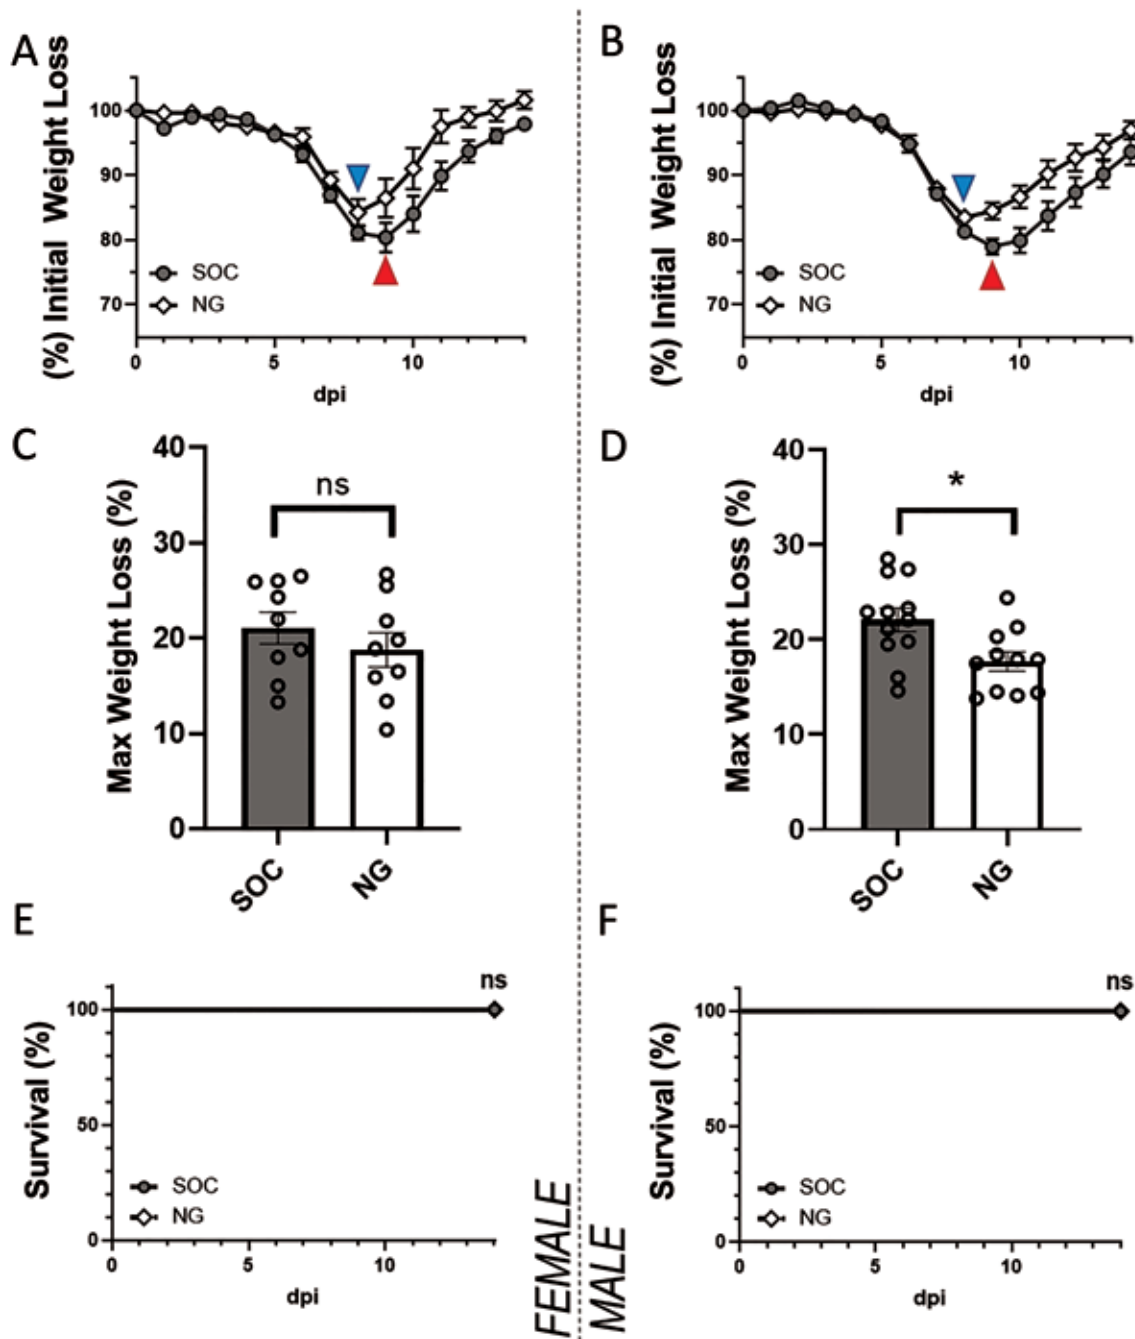 A
(%) Initial Weight Loss
100
90
80
70
SOC
NG
0
5
10
dpi
B
(%) Initial Weight Loss
100
90
80
70
SOC
NG
0
5
10
dpi
C
Max Weight Loss (%)
40
30
20
10
0
ns
SOC
NG
D
Max Weight Loss (%)
40
30
20
10
0
*
SOC
NG
E
Survival (%)
100
50
0
ns
SOC
NG
0
5
10
dpi
FEMALE
MALE
F
Survival (%)
100
50
0
ns
SOC
NG
0
5
10
dpi